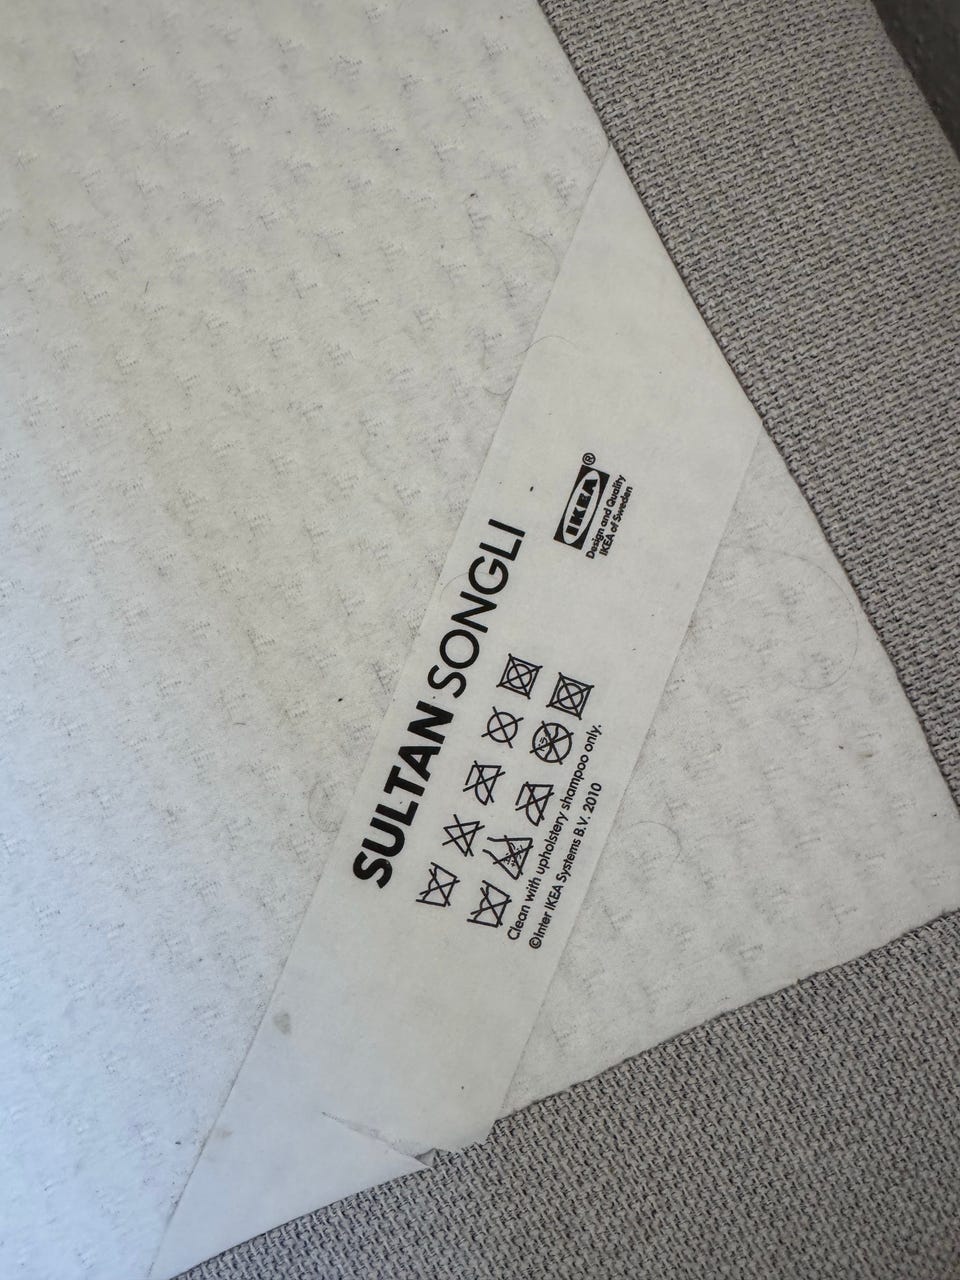 SULTAN SONGLI
IKEA®
Design and Quality
IKEA of Sweden
Clean with upholstery shampoo only.
©Inter IKEA Systems B.V. 2010